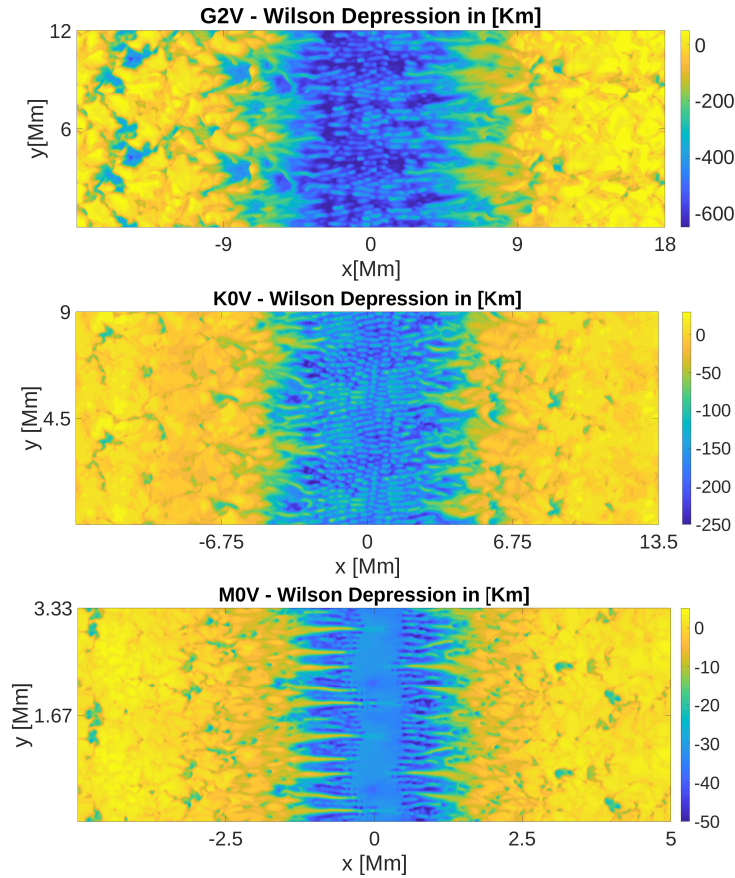 G2V - Wilson Depression in [Km]
12
6
y[Mm]
-9 0 9 18
x[Mm]
0
-200
-400
-600
K0V - Wilson Depression in [Km]
9
4.5
y [Mm]
-6.75 0 6.75 13.5
x [Mm]
0
-50
-100
-150
-200
-250
M0V - Wilson Depression in [Km]
3.33
1.67
y [Mm]
-2.5 0 2.5 5
x [Mm]
0
-10
-20
-30
-40
-50